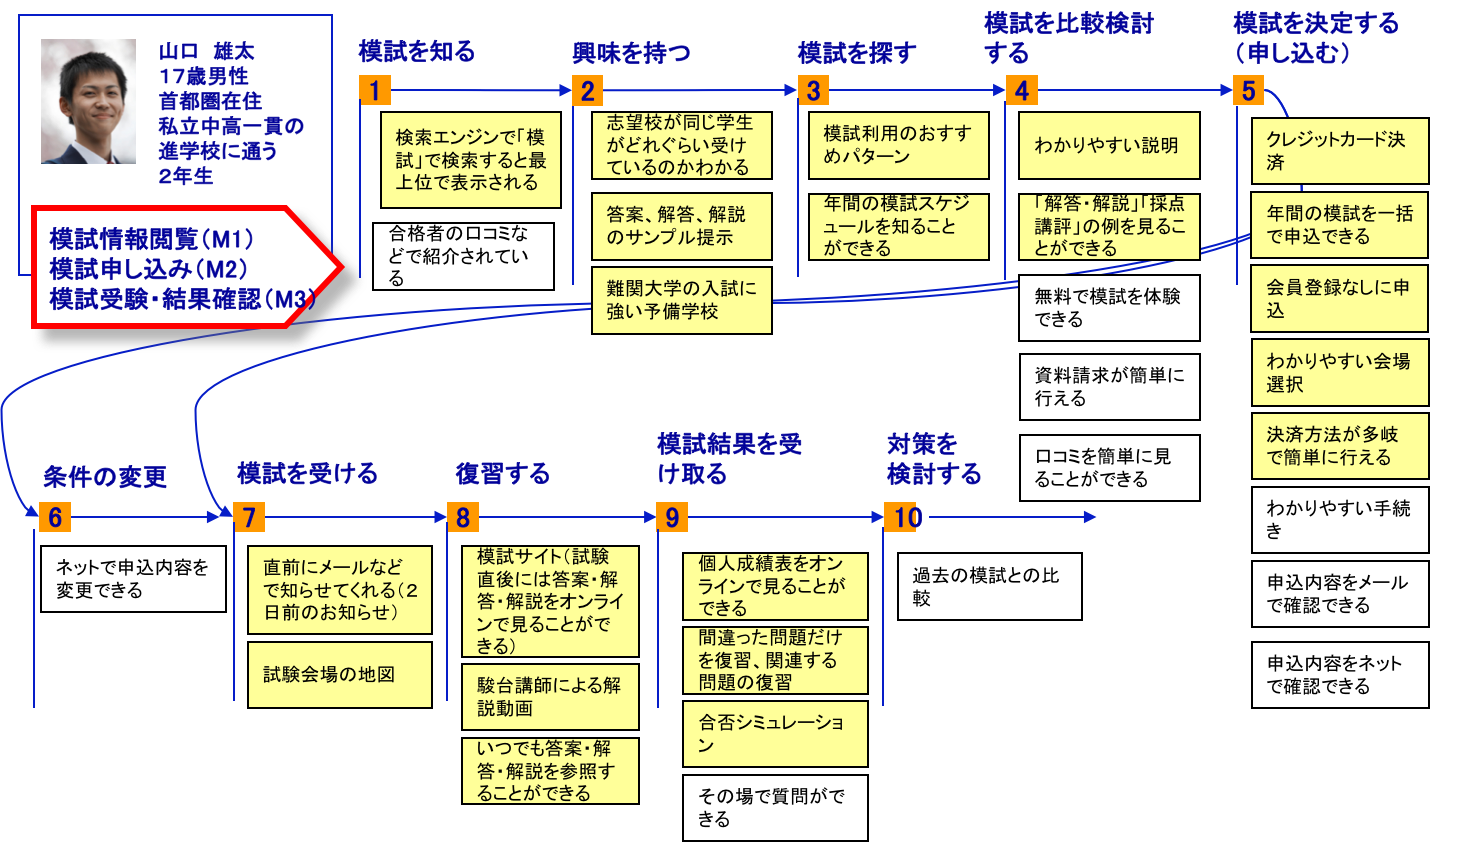 山口 雄太
17歳男性
首都圏在住
私立中高一貫の
進学校に通う
2年生
模試情報閲覧(M1)
模試申し込み(M2)
模試受験・結果確認(M3)
模試を知る
1
検索エンジンで「模
試」で検索すると最
上位で表示される
合格者の口コミな
どで紹介されてい
る
興味を持つ
2
志望校が同じ学生
がどれぐらい受け
ているのかわかる
答案、解答、解説
のサンプル提示
難関大学の入試に
強い予備学校
模試を探す
3
模試利用のおすす
めパターン
年間の模試スケジ
ュールを知ること
ができる
模試を比較検討
する
4
わかりやすい説明
「解答・解説」「採点
講評」の例を見るこ
とができる
無料で模試を体験
できる
資料請求が簡単に
行える
口コミを簡単に見
ることができる
模試を決定する
(申し込む)
5
クレジットカード決
済
年間の模試を一括
で申込できる
会員登録なしに申
込
わかりやすい会場
選択
決済方法が多岐
で簡単に行える
わかりやすい手続
き
申込内容をメール
で確認できる
申込内容をネット
で確認できる
条件の変更
6
ネットで申込内容を
変更できる
模試を受ける
7
直前にメールなど
で知らせてくれる(2
日前のお知らせ)
試験会場の地図
復習する
8
模試サイト(試験
直後には答案・解
答・解説をオンライ
ンで見ることがで
きる)
駿台講師による解
説動画
いつでも答案・解
答・解説を参照す
ることができる
模試結果を受
け取る
9
個人成績表をオン
ラインで見ることが
できる
間違った問題だけ
を復習、関連する
問題の復習
合否シミュレーショ
ン
その場で質問がで
きる
対策を
検討する
10
過去の模試との比
較